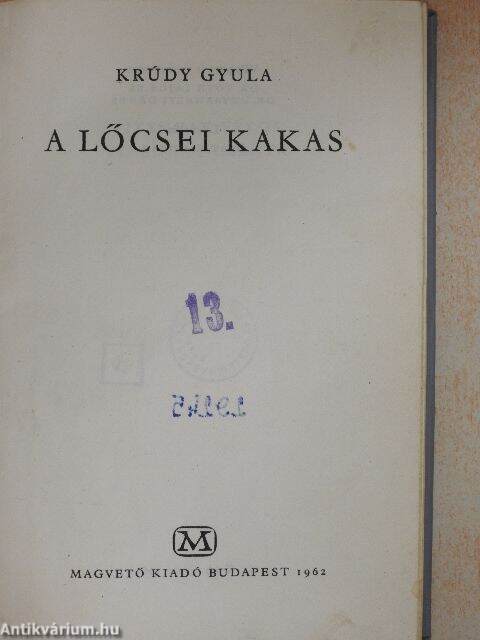 KRÚDY GYULA
A LŐCSEI KAKAS
13.
M
MAGVETŐ KIADÓ BUDAPEST 1962
Antikvárium.hu